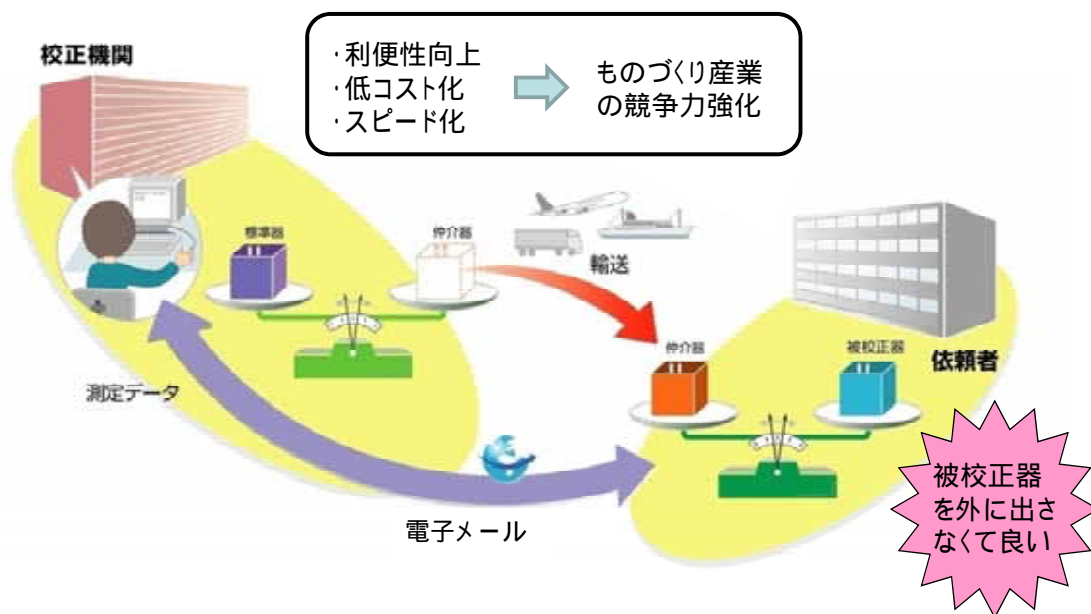 校正機関
・利便性向上
・低コスト化
・スピード化
ものづくり産業
の競争力強化
標準器
仲介器
輸送
仲介器
被校正器
依頼者
測定データ
電子メール
被校正器
を外に出さ
なくて良い